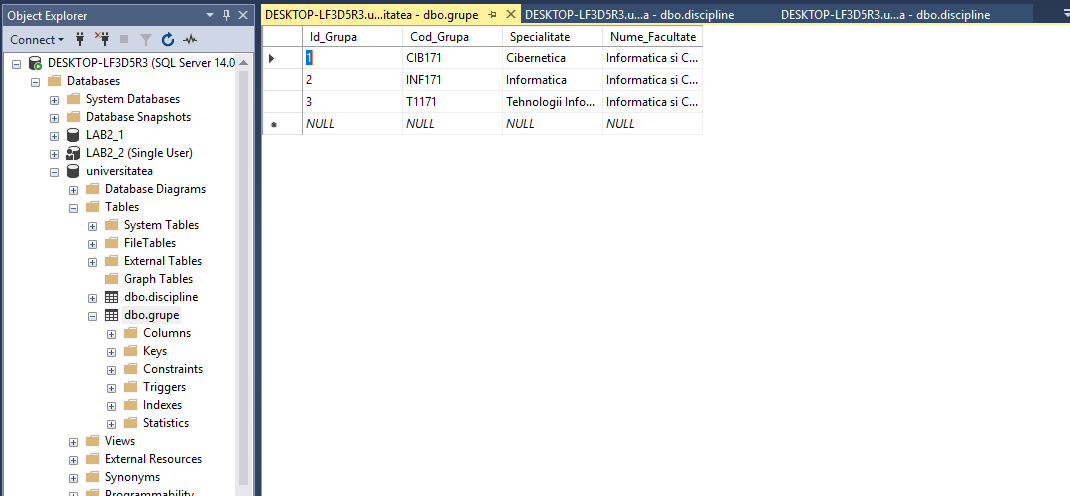 Object Explorer
Connect
DESKTOP-LF3D5R3 (SQL Server 14.0
Databases
System Databases
Database Snapshots
LAB2_1
LAB2_2 (Single User)
universitatea
Database Diagrams
Tables
System Tables
FileTables
External Tables
Graph Tables
dbo.discipline
dbo.grupe
Columns
Keys
Constraints
Triggers
Indexes
Statistics
Views
External Resources
Synonyms
Programmability
DESKTOP-LF3D5R3.u...itatea - dbo.grupe DESKTOP-LF3D5R3.u...a - dbo.discipline DESKTOP-LF3D5R3.u...a - dbo.discipline
Id_Grupa Cod_Grupa Specialitate Nume_Facultate
1 CIB171 Cibernetica Informatica si C...
2 INF171 Informatica Informatica si C...
3 T1171 Tehnologii Info... Informatica si C...
NULL NULL NULL NULL